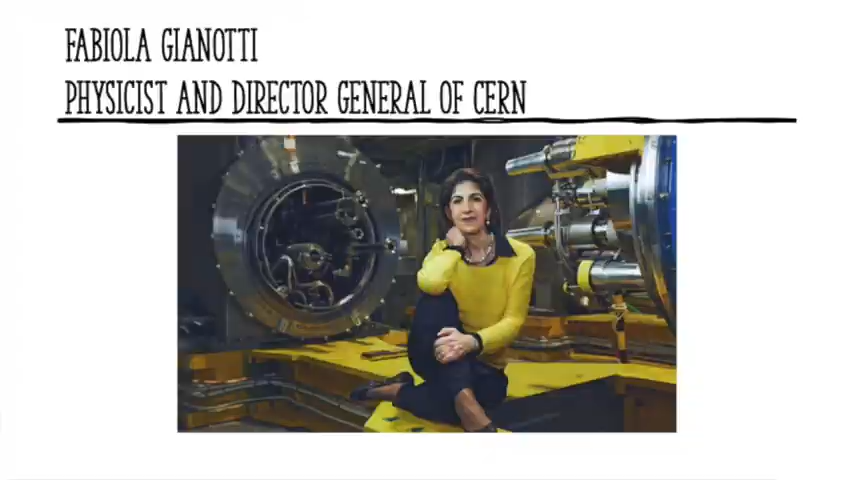 FABIOLA GIANOTTI
PHYSICIST AND DIRECTOR GENERAL OF CERN